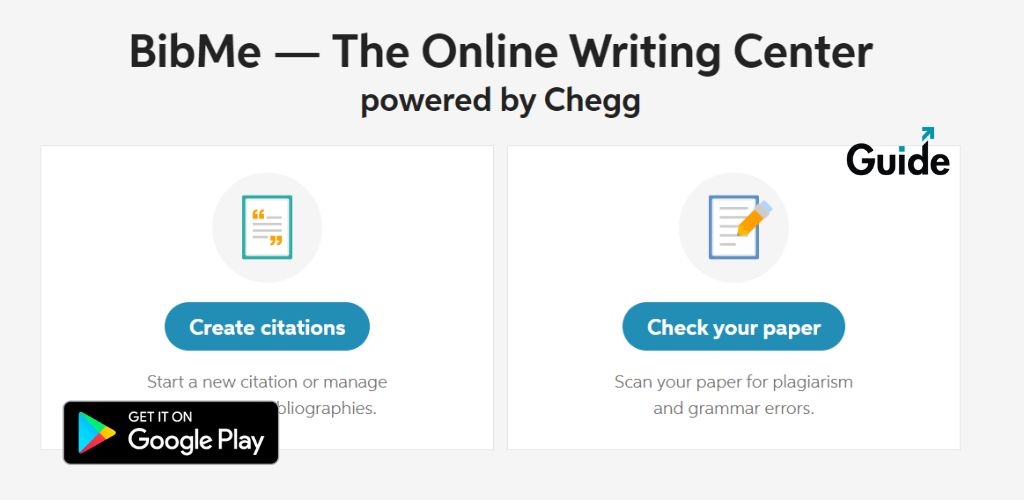 BibMe — The Online Writing Center
powered by Chegg
Guide
Create citations
Start a new citation or manage
bliographies.
Check your paper
Scan your paper for plagiarism
and grammar errors.
GET IT ON
Google Play